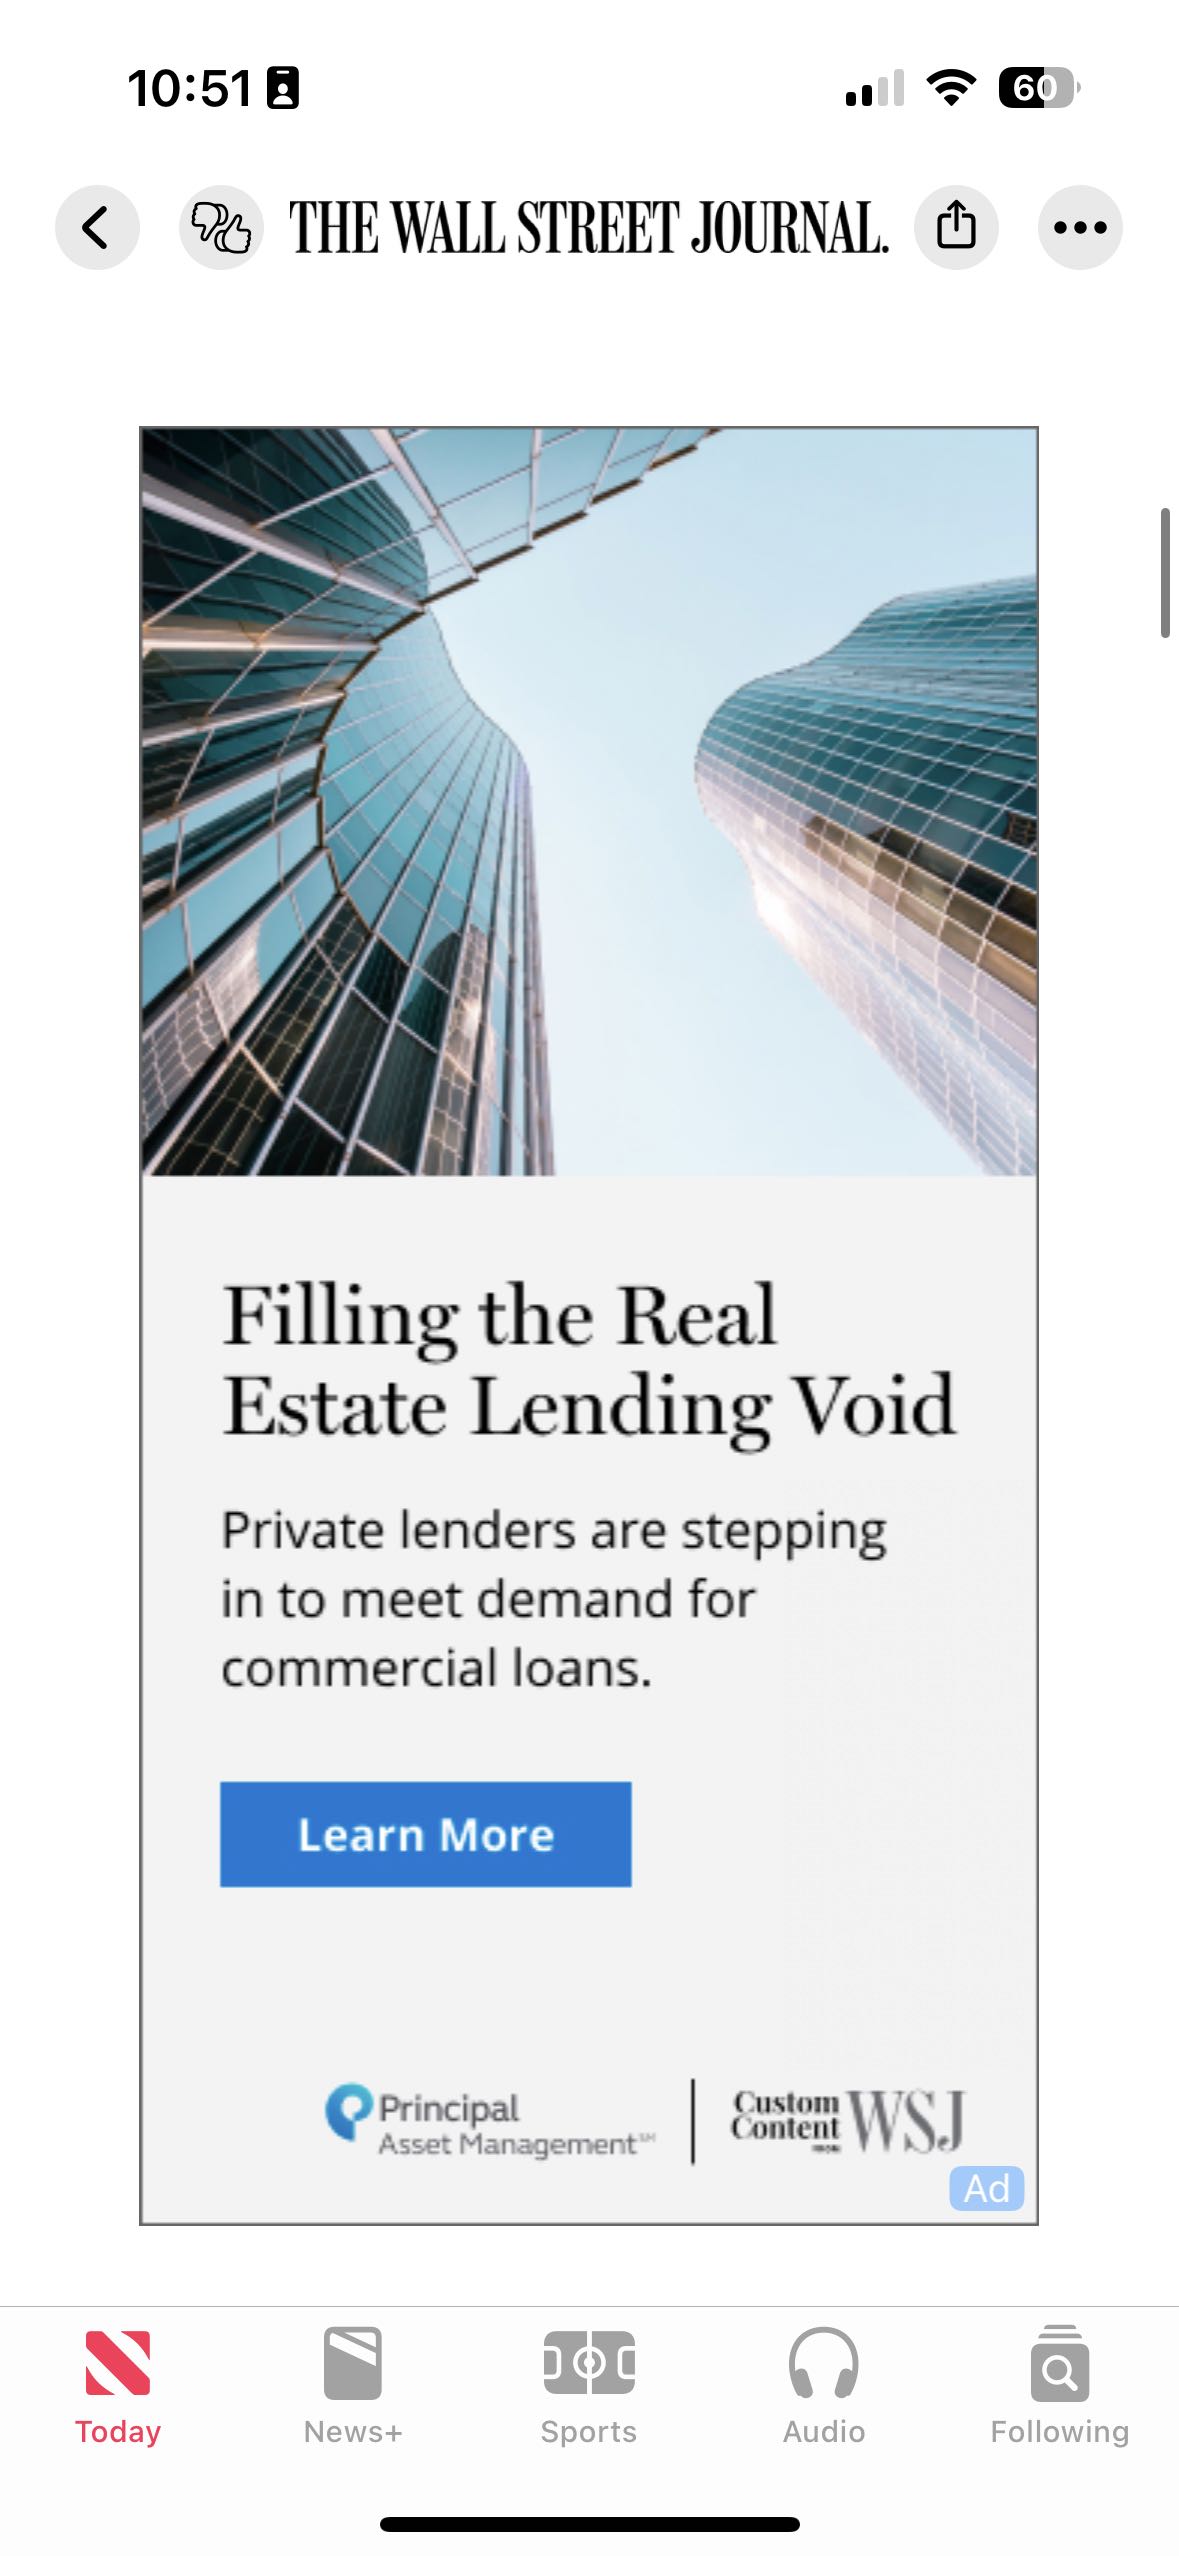 10:51
60
THE WALL STREET JOURNAL.
Filling the Real
Estate Lending Void
Private lenders are stepping
in to meet demand for
commercial loans.
Learn More
Principal
Asset Management℠
Custom
Content
WSJ
Ad
Today
News+
Sports
Audio
Following